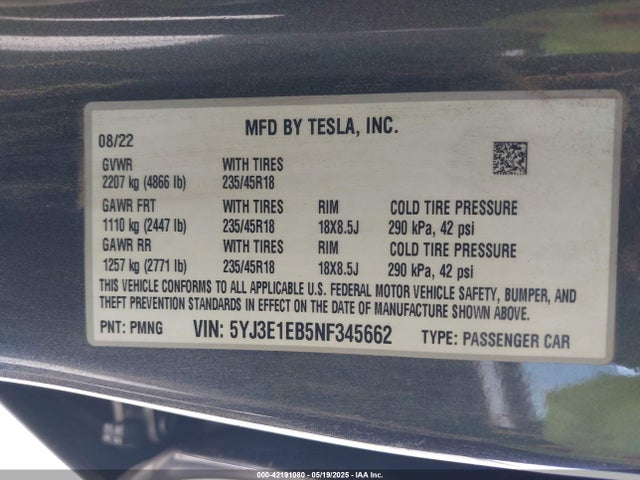 08/22
MFD BY TESLA, INC.
GVWR WITH TIRES
2207 kg (4866 lb) 235/45R18
GAWR FRT WITH TIRES RIM COLD TIRE PRESSURE
1110 kg (2447 lb) 235/45R18 18X8.5J 290 kPa, 42 psi
GAWR RR WITH TIRES RIM COLD TIRE PRESSURE
1257 kg (2771 lb) 235/45R18 18X8.5J 290 kPa, 42 psi
THIS VEHICLE CONFORMS TO ALL APPLICABLE U.S. FEDERAL MOTOR VEHICLE SAFETY, BUMPER, AND
THEFT PREVENTION STANDARDS IN EFFECT ON THE DATE OF MANUFACTURE SHOWN ABOVE.
PNT: PMNG VIN: 5YJ3E1EB5NF345662 TYPE: PASSENGER CAR
000-42191080 - 05/19/2025 - IAA Inc.